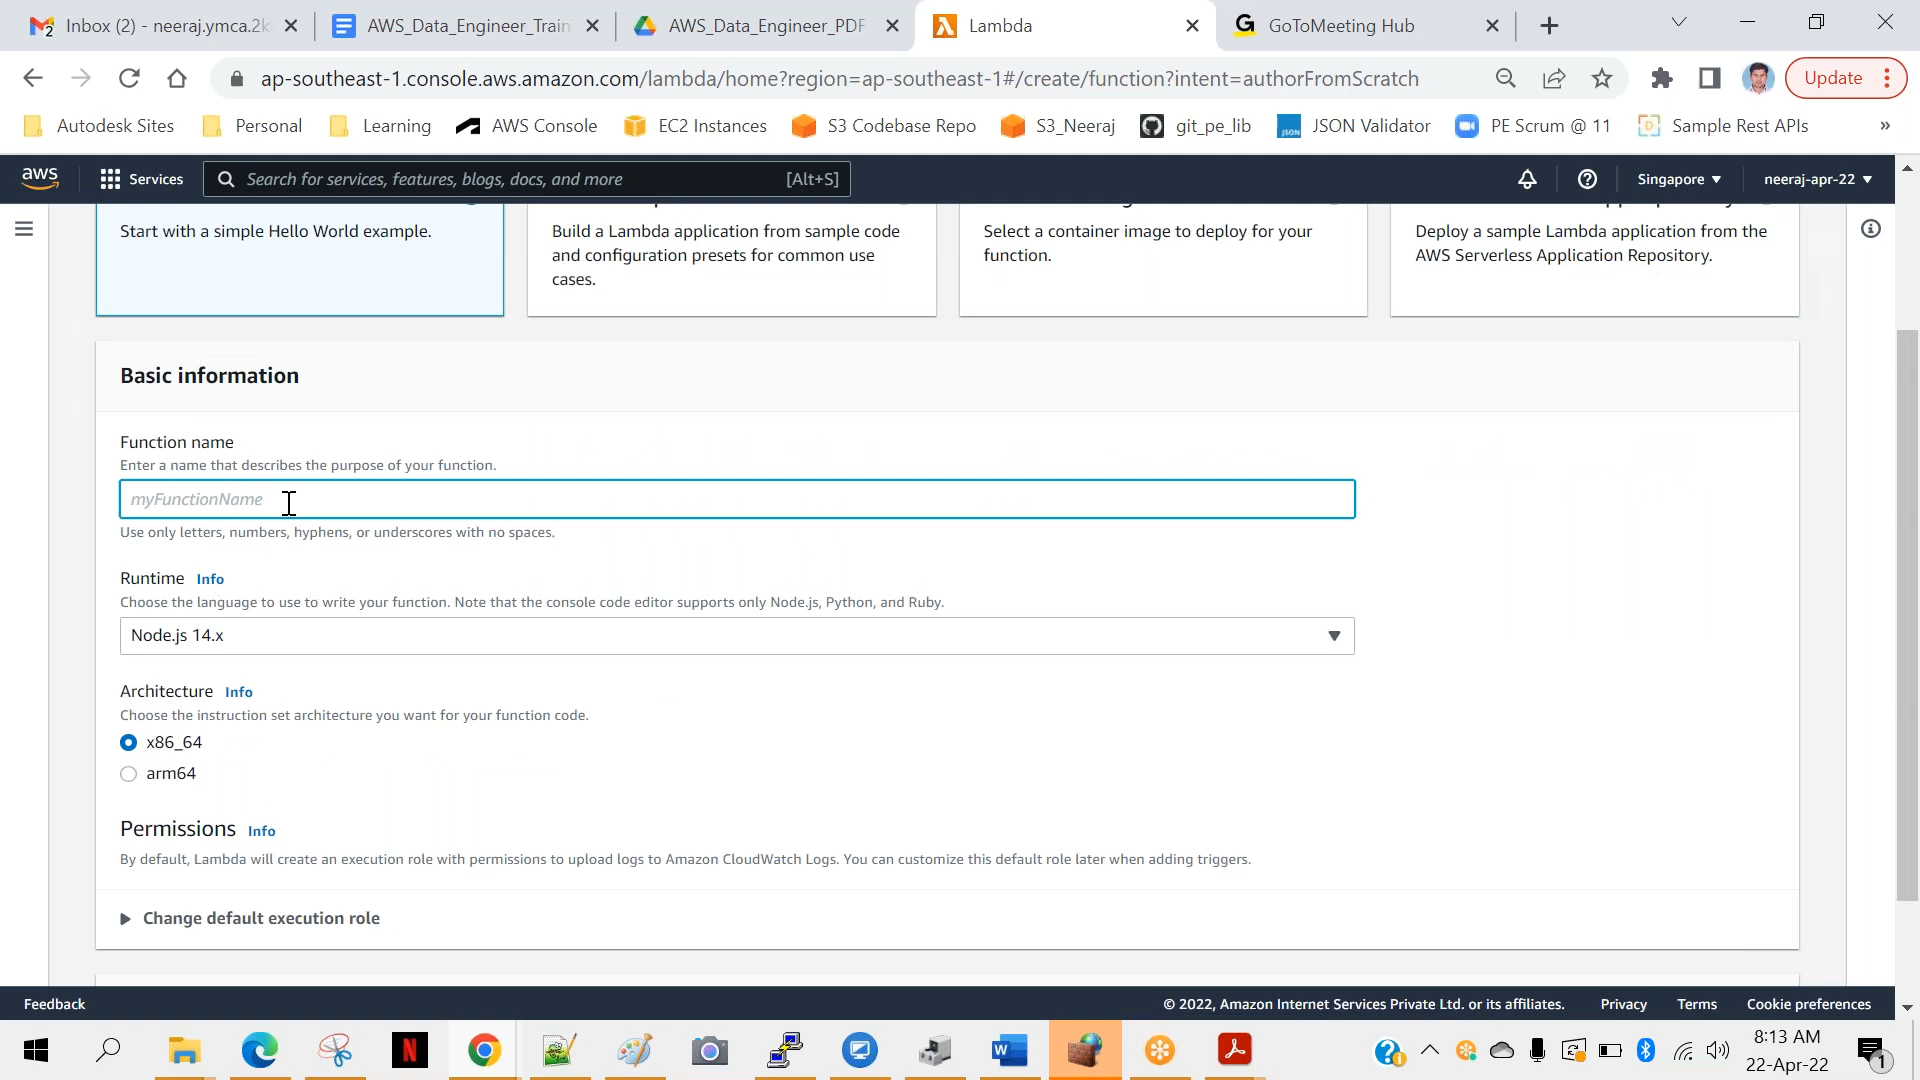 Inbox (2) - neeraj.ymca.2k
AWS_Data_Engineer_Traini
AWS_Data_Engineer_PDF
Lambda
GoToMeeting Hub
ap-southeast-1.console.aws.amazon.com/lambda/home?region=ap-southeast-1#/create/function?intent=authorFromScratch
Update
Autodesk Sites
Personal
Learning
AWS Console
EC2 Instances
S3 Codebase Repo
S3_Neeraj
git_pe_lib
JSON Validator
PE Scrum @ 11
Sample Rest APIs
»
aws
Services
Search for services, features, blogs, docs, and more
[Alt+S]
Singapore
neeraj-apr-22
Start with a simple Hello World example.
Build a Lambda application from sample code
and configuration presets for common use
cases.
Select a container image to deploy for your
function.
Deploy a sample Lambda application from the
AWS Serverless Application Repository.
Basic information
Function name
Enter a name that describes the purpose of your function.
myFunctionName
Use only letters, numbers, hyphens, or underscores with no spaces.
Runtime Info
Choose the language to use to write your function. Note that the console code editor supports only Node.js, Python, and Ruby.
Node.js 14.x
Architecture Info
Choose the instruction set architecture you want for your function code.
x86_64
arm64
Permissions Info
By default, Lambda will create an execution role with permissions to upload logs to Amazon CloudWatch Logs. You can customize this default role later when adding triggers.
Change default execution role
Feedback
© 2022, Amazon Internet Services Private Ltd. or its affiliates.
Privacy
Terms
Cookie preferences
8:13 AM
22-Apr-22
1